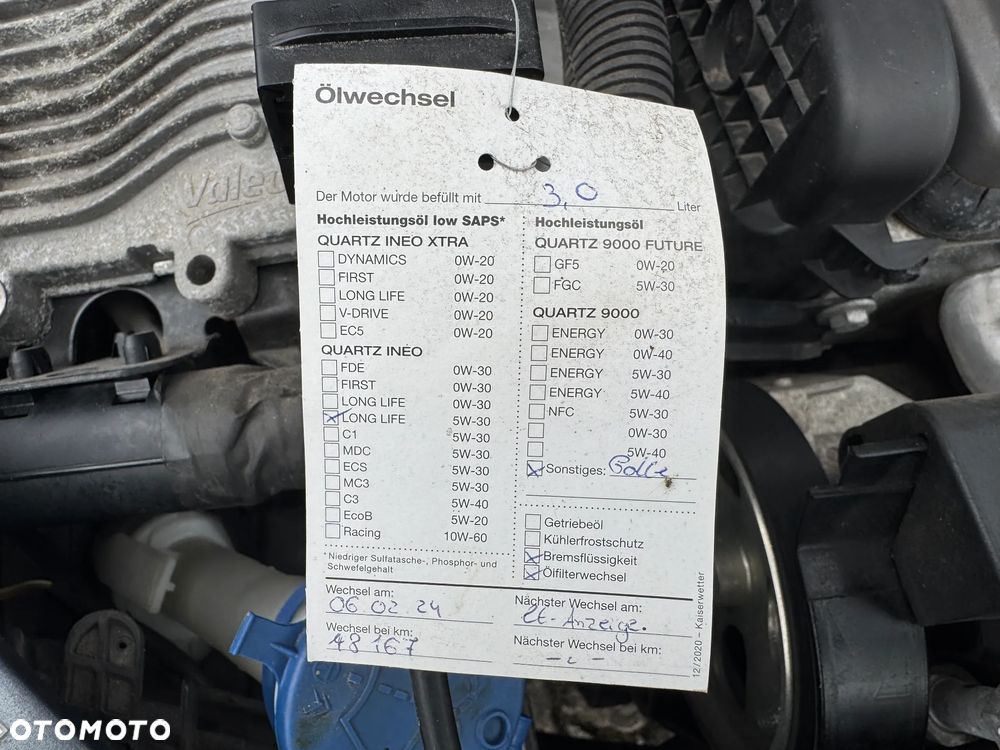 Valeo
Ölwechsel
Der Motor wurde befüllt mit 3,0 Liter
Hochleistungsöl low SAPS*
QUARTZ INEO XTRA
DYNAMICS 0W-20
FIRST 0W-20
LONG LIFE 0W-20
V-DRIVE 0W-20
EC5 0W-20
QUARTZ INEO
FDE 0W-30
FIRST 0W-30
LONG LIFE 0W-30
LONG LIFE 5W-30
C1 5W-30
MDC 5W-30
ECS 5W-30
MC3 5W-30
C3 5W-40
EcoB 5W-20
Racing 10W-60
*Niedriger Sulfatasche-, Phosphor- und
Schwefelgehalt
Hochleistungsöl
QUARTZ 9000 FUTURE
GF5 0W-20
FGC 5W-30
QUARTZ 9000
ENERGY 0W-30
ENERGY 0W-40
ENERGY 5W-30
ENERGY 5W-40
NFC 5W-30
0W-30
5W-40
Sonstiges:
Getriebeöl
Kühlerfrostschutz
Bremsflüssigkeit
Ölfilterwechsel
Wechsel am:
06.02.24
Wechsel bei km:
48167
Nächster Wechsel am:
lt-Anzeige.
Nächster Wechsel bei km:
12/2020 – Kaiserwetter
OTOMOTO